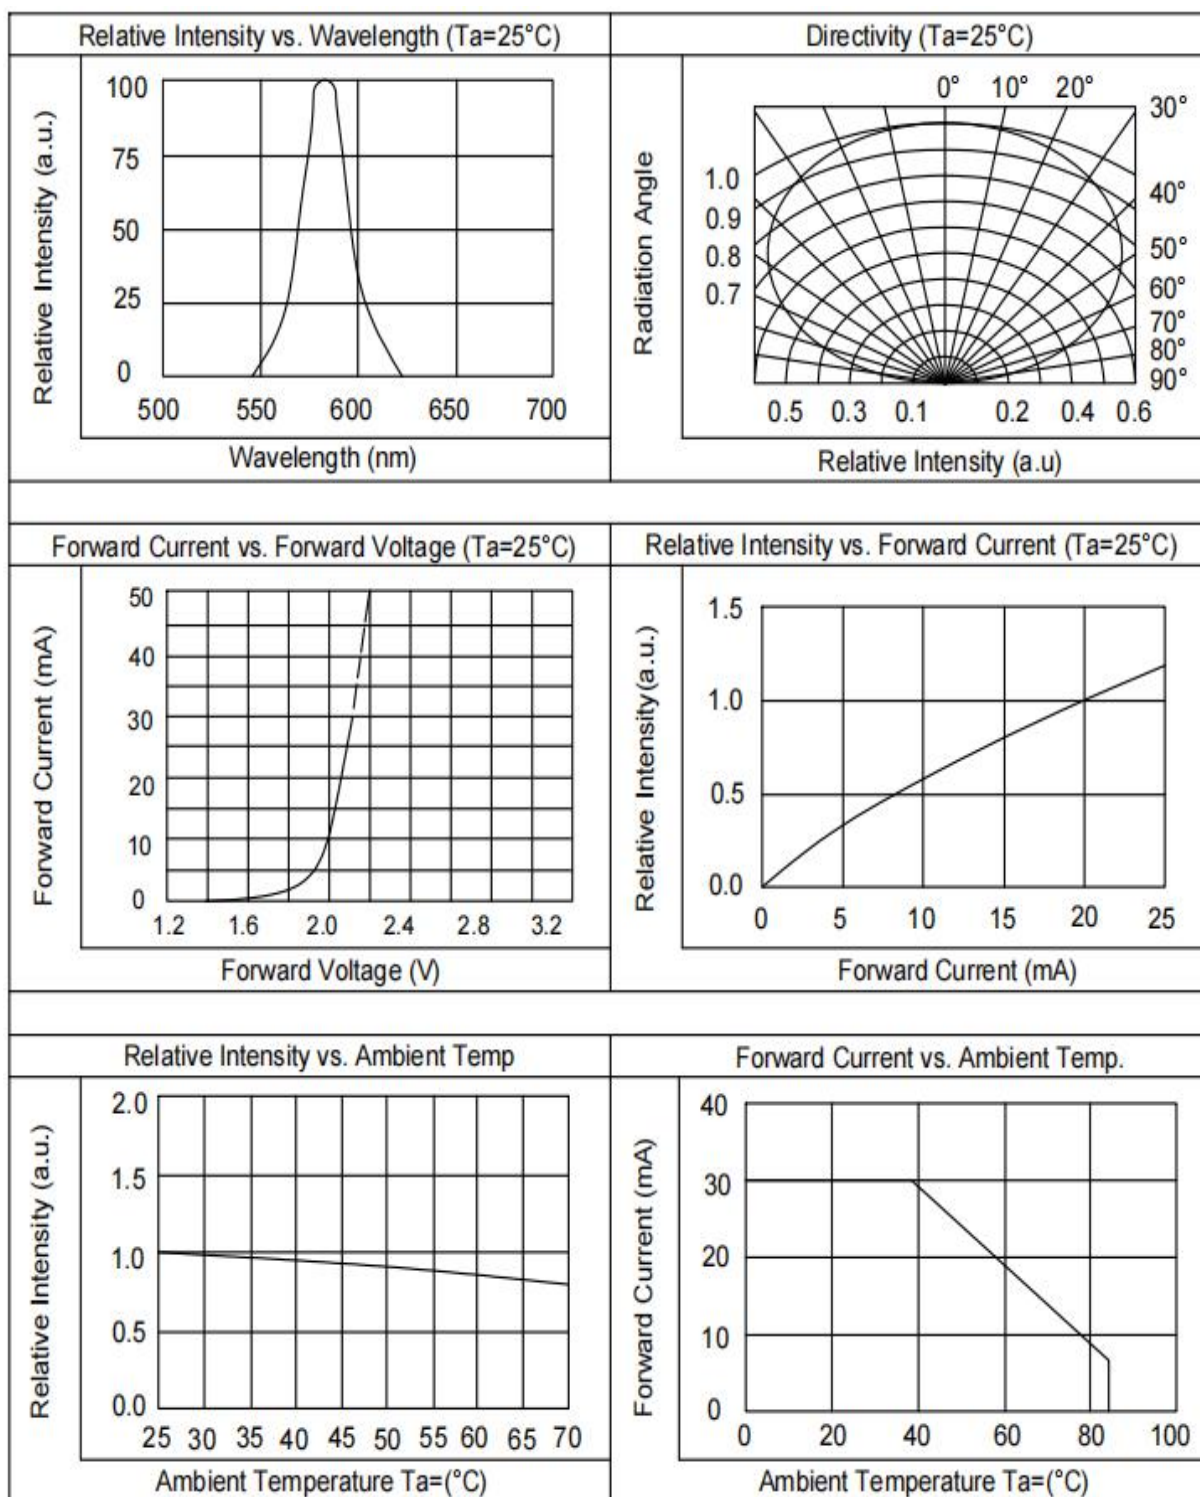 Relative Intensity vs. Wavelength (Ta=25°C)
Relative Intensity (a.u.)
100
75
50
25
0
500 550 600 650 700
Wavelength (nm)
Directivity (Ta=25°C)
Radiation Angle
0° 10° 20° 30°
40°
50°
60°
70°
80°
90°
1.0
0.9
0.8
0.7
0.5 0.3 0.1 0.2 0.4 0.6
Relative Intensity (a.u)
Forward Current vs. Forward Voltage (Ta=25°C)
Forward Current (mA)
50
40
30
20
10
0
1.2 1.6 2.0 2.4 2.8 3.2
Forward Voltage (V)
Relative Intensity vs. Forward Current (Ta=25°C)
Relative Intensity(a.u.)
1.5
1.0
0.5
0.0
0 5 10 15 20 25
Forward Current (mA)
Relative Intensity vs. Ambient Temp
Relative Intensity (a.u.)
2.0
1.5
1.0
0.5
0.0
25 30 35 40 45 50 55 60 65 70
Ambient Temperature Ta=(°C)
Forward Current vs. Ambient Temp.
Forward Current (mA)
40
30
20
10
0
0 20 40 60 80 100
Ambient Temperature Ta=(°C)